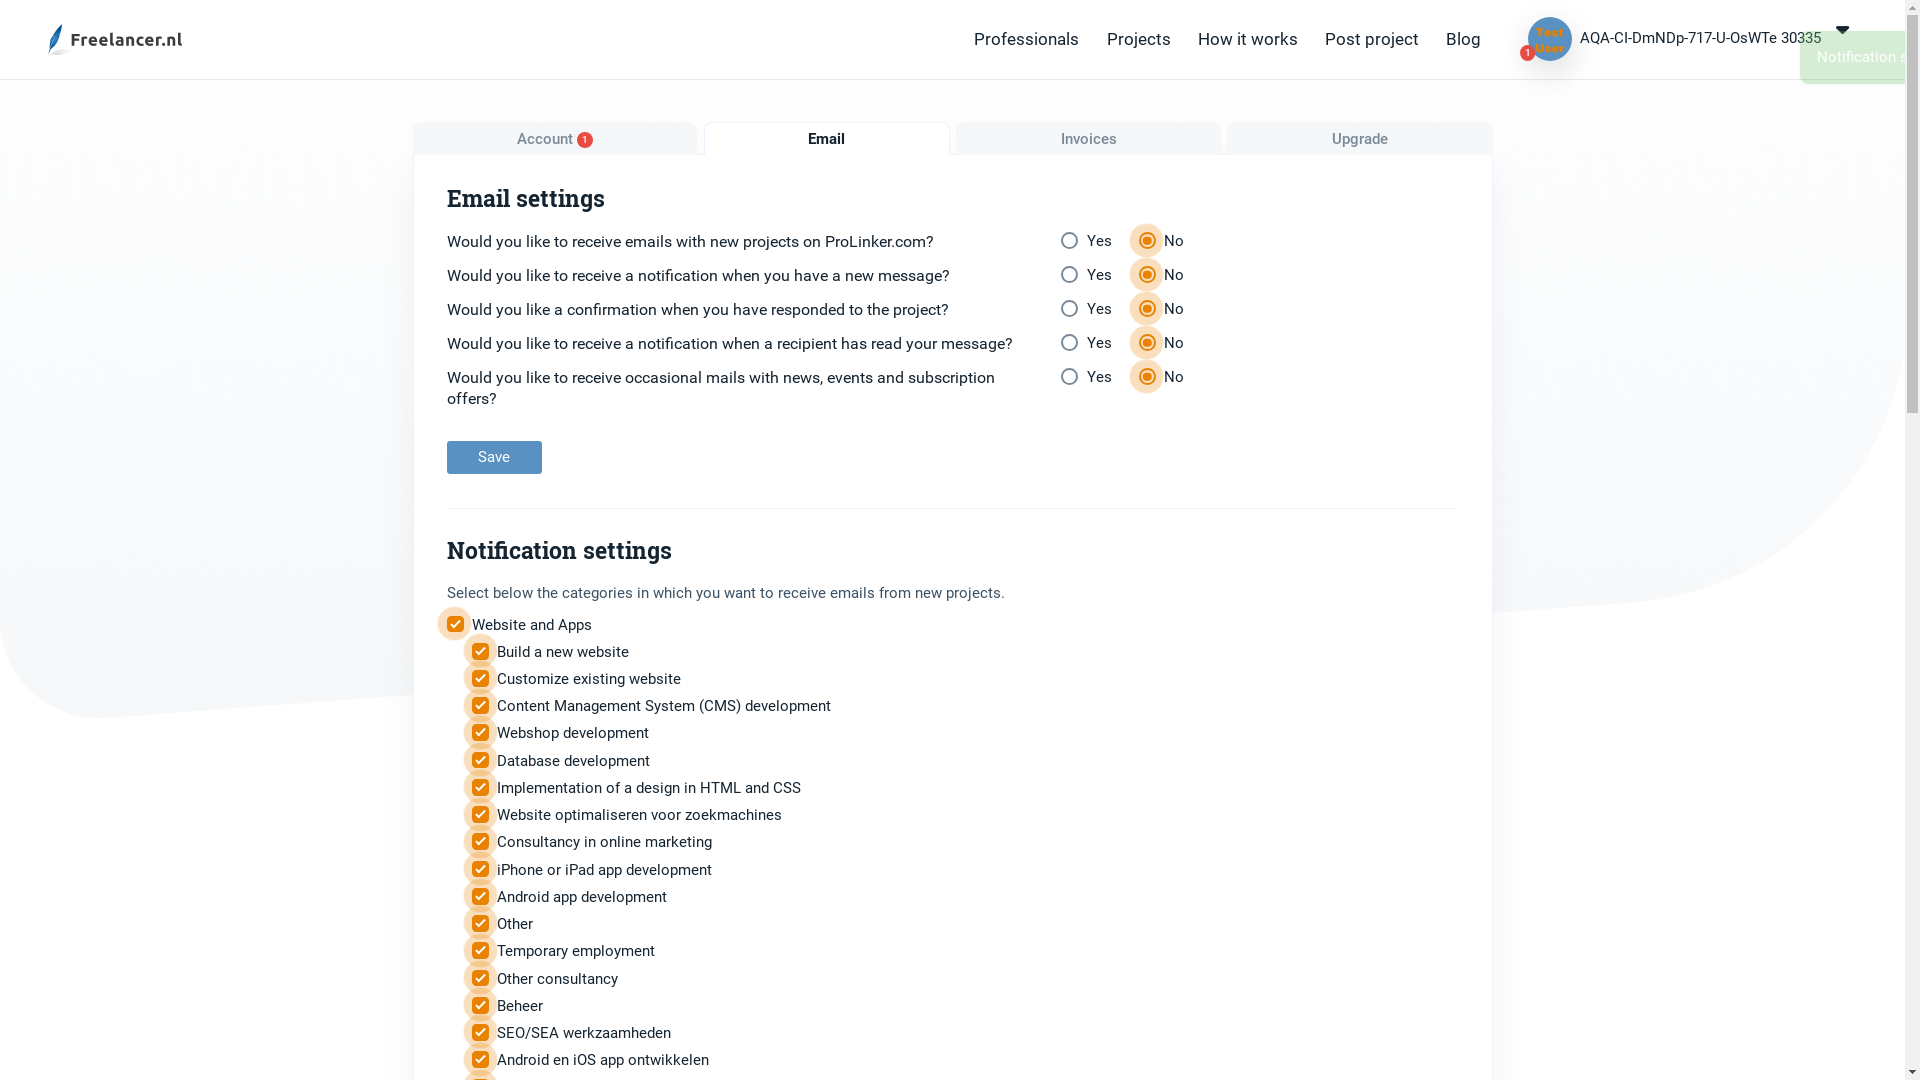 Freelancer.nl
Professionals
Projects
How it works
Post project
Blog
Test
User
1
AQA-CI-DmNDp-717-U-OsWTe 30335
Notification s
Account 1
Email
Invoices
Upgrade
Email settings
Would you like to receive emails with new projects on ProLinker.com?
Yes
No
Would you like to receive a notification when you have a new message?
Yes
No
Would you like a confirmation when you have responded to the project?
Yes
No
Would you like to receive a notification when a recipient has read your message?
Yes
No
Would you like to receive occasional mails with news, events and subscription
offers?
Yes
No
Save
Notification settings
Select below the categories in which you want to receive emails from new projects.
Website and Apps
Build a new website
Customize existing website
Content Management System (CMS) development
Webshop development
Database development
Implementation of a design in HTML and CSS
Website optimaliseren voor zoekmachines
Consultancy in online marketing
iPhone or iPad app development
Android app development
Other
Temporary employment
Other consultancy
Beheer
SEO/SEA werkzaamheden
Android en iOS app ontwikkelen